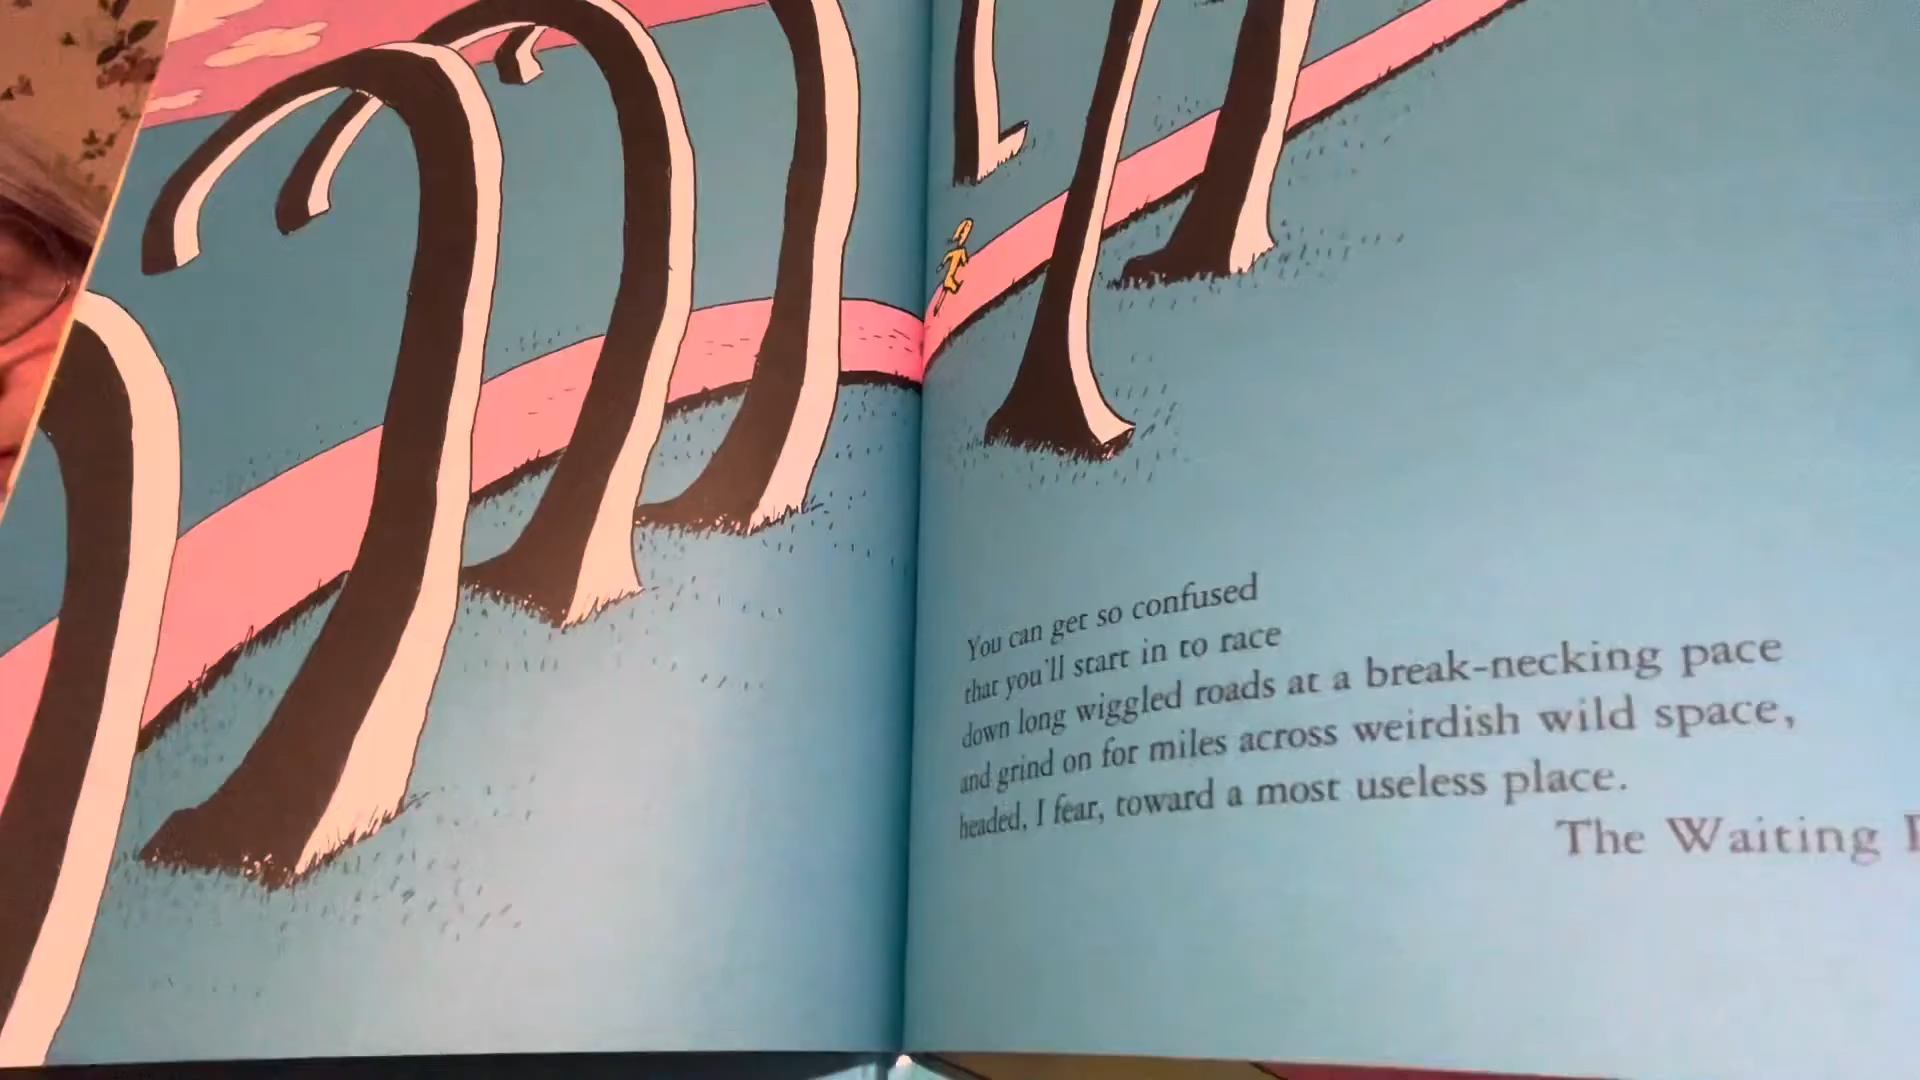 You can get so confused
that you'll start in to race
down long wiggled roads at a break-necking pace
and grind on for miles across weirdish wild space,
headed, I fear, toward a most useless place.
The Waiting